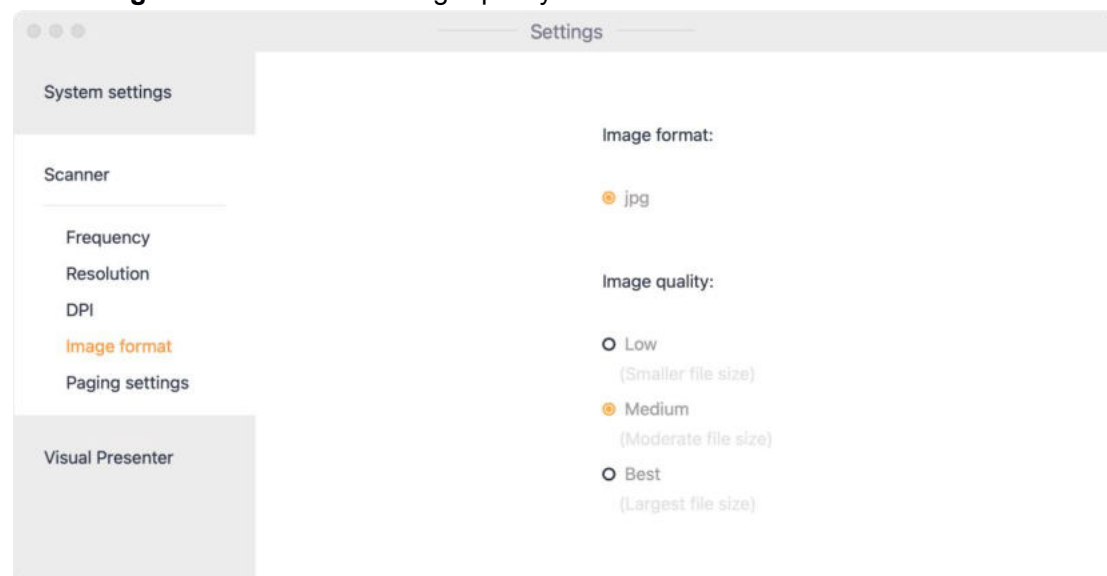 Settings
System settings
Scanner
Frequency
Resolution
DPI
Image format
Paging settings
Visual Presenter
Image format:
jpg
Image quality:
Low
(Smaller file size)
Medium
(Moderate file size)
Best
(Largest file size)